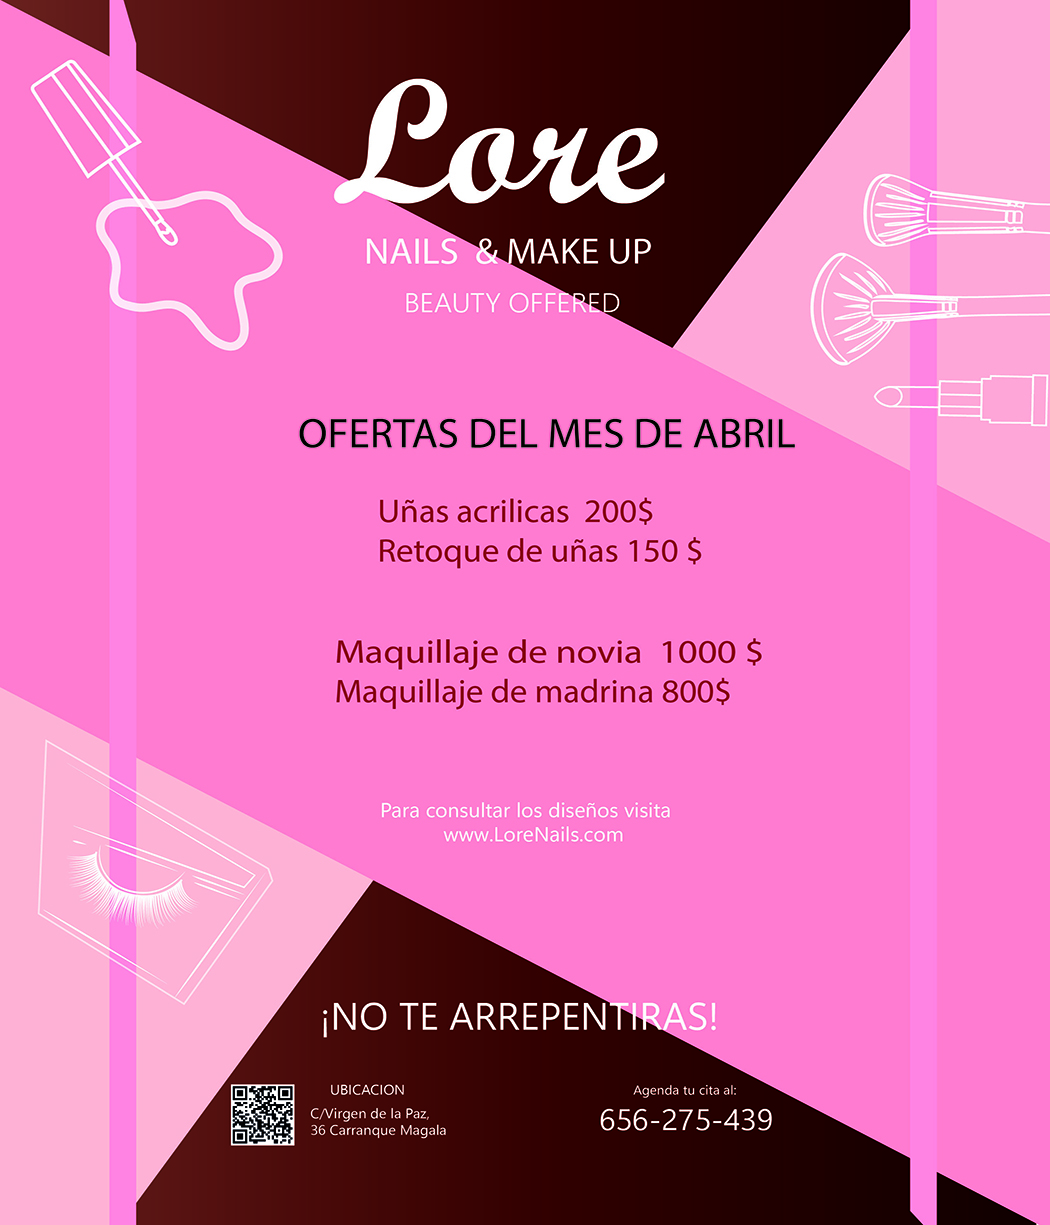 Lore
NAILS & MAKE UP
BEAUTY OFFERED
OFERTAS DEL MES DE ABRIL
Uñas acrilicas 200$
Retoque de uñas 150 $
Maquillaje de novia 1000 $
Maquillaje de madrina 800$
Para consultar los diseños visita
www.LoreNails.com
¡NO TE ARREPENTIRAS!
UBICACION
C/Virgen de la Paz,
36 Carranque Magala
Agenda tu cita al:
656-275-439